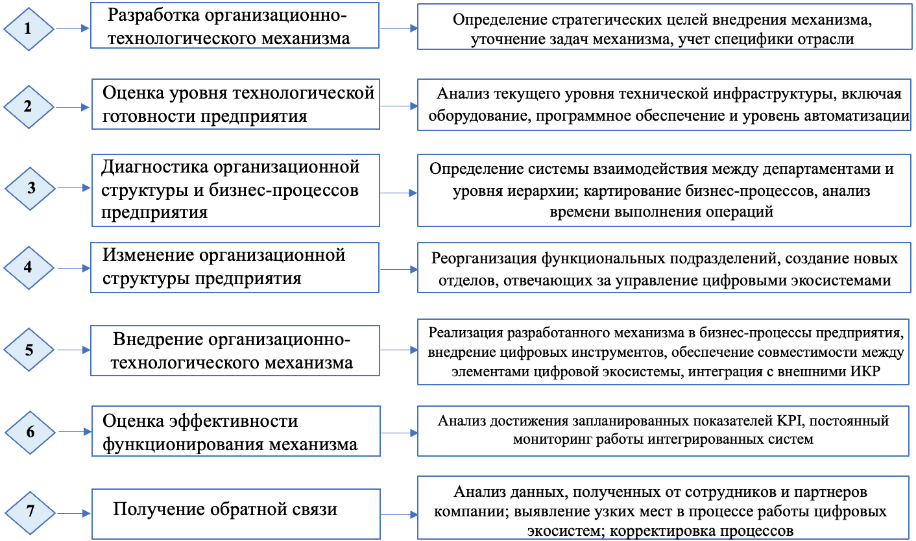 1
Разработка организационно-
технологического механизма
Определение стратегических целей внедрения механизма,
уточнение задач механизма, учет специфики отрасли
2
Оценка уровня технологической
готовности предприятия
Анализ текущего уровня технической инфраструктуры, включая
оборудование, программное обеспечение и уровень автоматизации
3
Диагностика организационной
структуры и бизнес-процессов
предприятия
Определение системы взаимодействия между департаментами и
уровня иерархии; картирование бизнес-процессов, анализ
времени выполнения операций
4
Изменение организационной
структуры предприятия
Реорганизация функциональных подразделений, создание новых
отделов, отвечающих за управление цифровыми экосистемами
5
Внедрение организационно-
технологического механизма
Реализация разработанного механизма в бизнес-процессы предприятия,
внедрение цифровых инструментов, обеспечение совместимости между
элементами цифровой экосистемы, интеграция с внешними ИКР
6
Оценка эффективности
функционирования механизма
Анализ достижения запланированных показателей KPI, постоянный
мониторинг работы интегрированных систем
7
Получение обратной связи
Анализ данных, полученных от сотрудников и партнеров
компании; выявление узких мест в процессе работы цифровых
экосистем; корректировка процессов